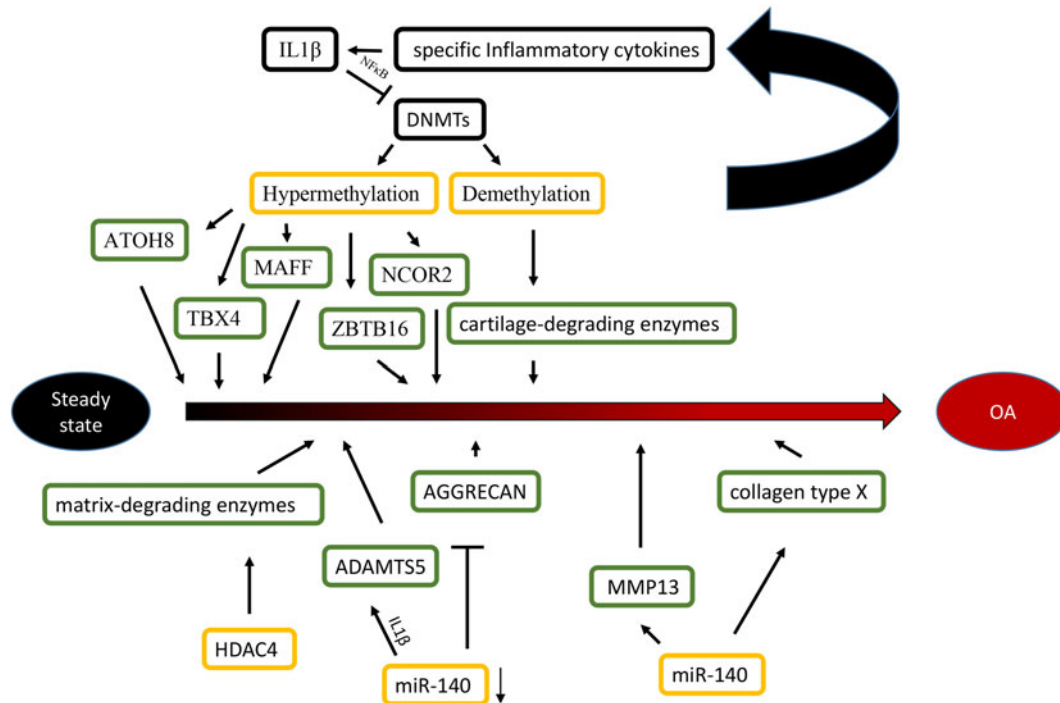 IL1β
specific Inflammatory cytokines
NFκB
DNMTs
Hypermethylation
Demethylation
ATOH8
MAFF
NCOR2
TBX4
ZBTB16
cartilage-degrading enzymes
Steady
state
OA
matrix-degrading enzymes
AGGRECAN
collagen type X
ADAMTS5
MMP13
IL1β
HDAC4
miR-140
miR-140